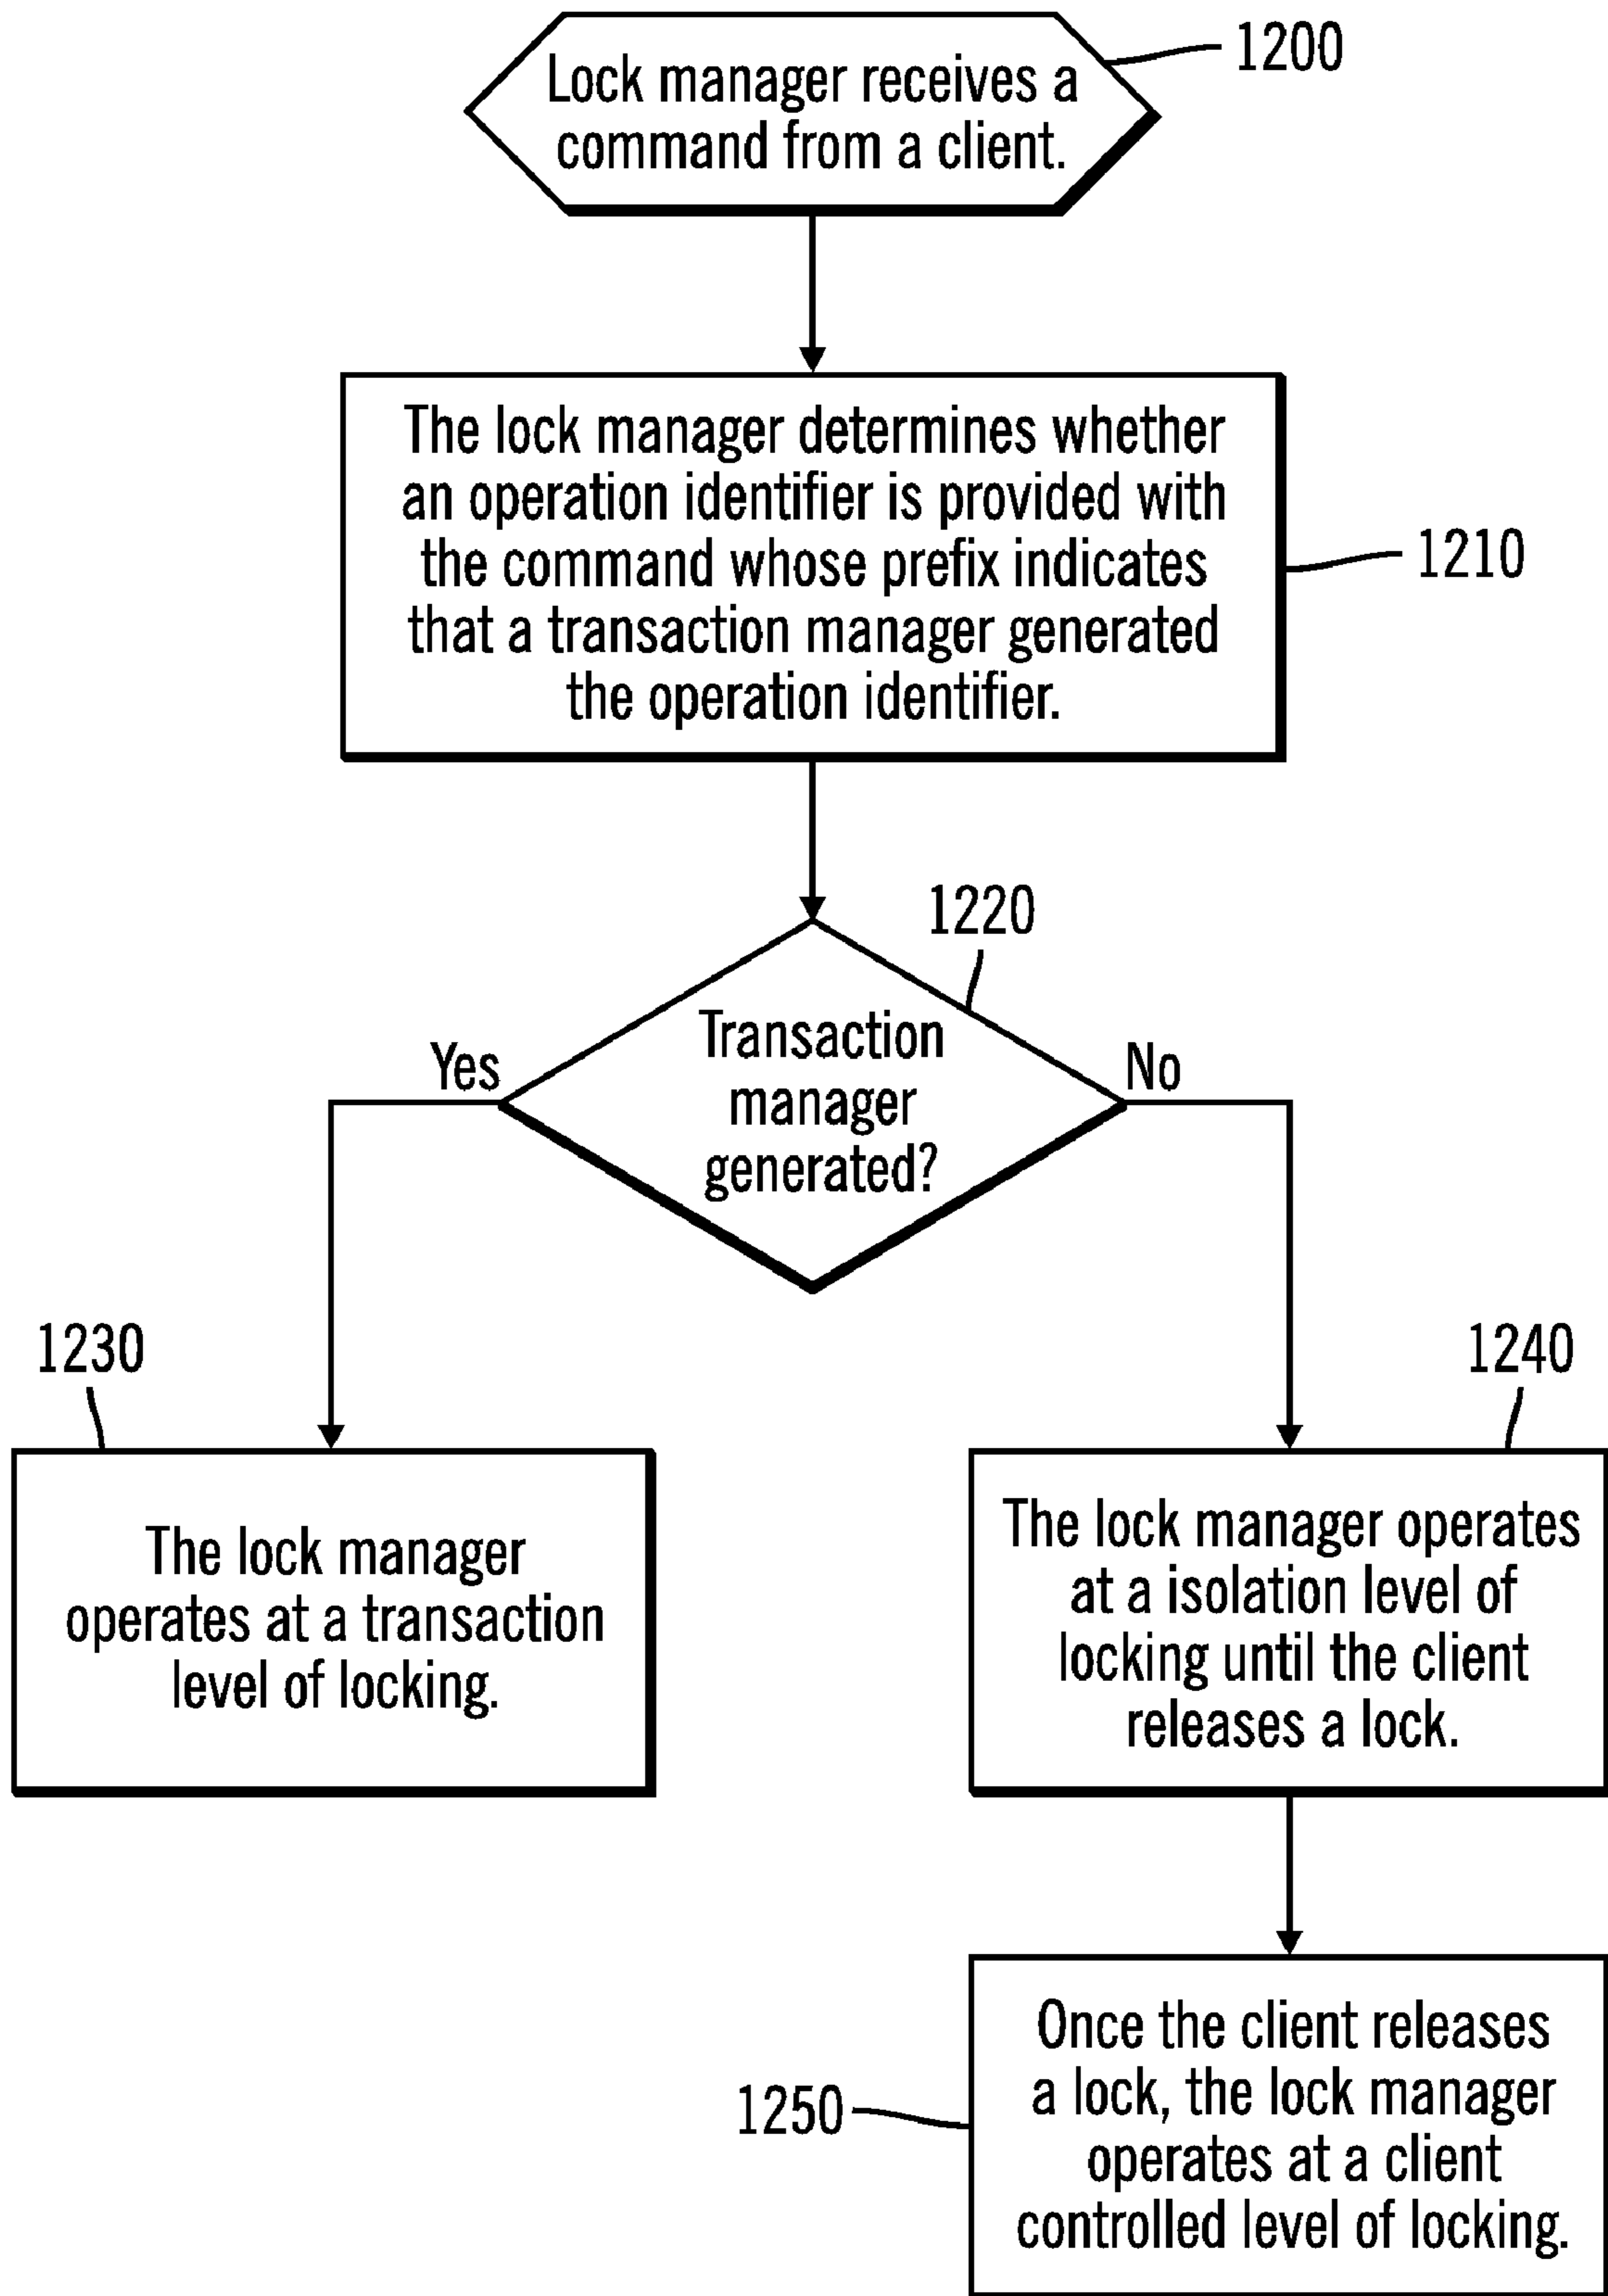 Lock manager receives a
command from a client.
1200
The lock manager determines whether
an operation identifier is provided with
the command whose prefix indicates
that a transaction manager generated
the operation identifier.
1210
1220
Transaction
manager
generated?
Yes
No
1230
1240
The lock manager
operates at a transaction
level of locking.
The lock manager operates
at a isolation level of
locking until the client
releases a lock.
1250
Once the client releases
a lock, the lock manager
operates at a client
controlled level of locking.